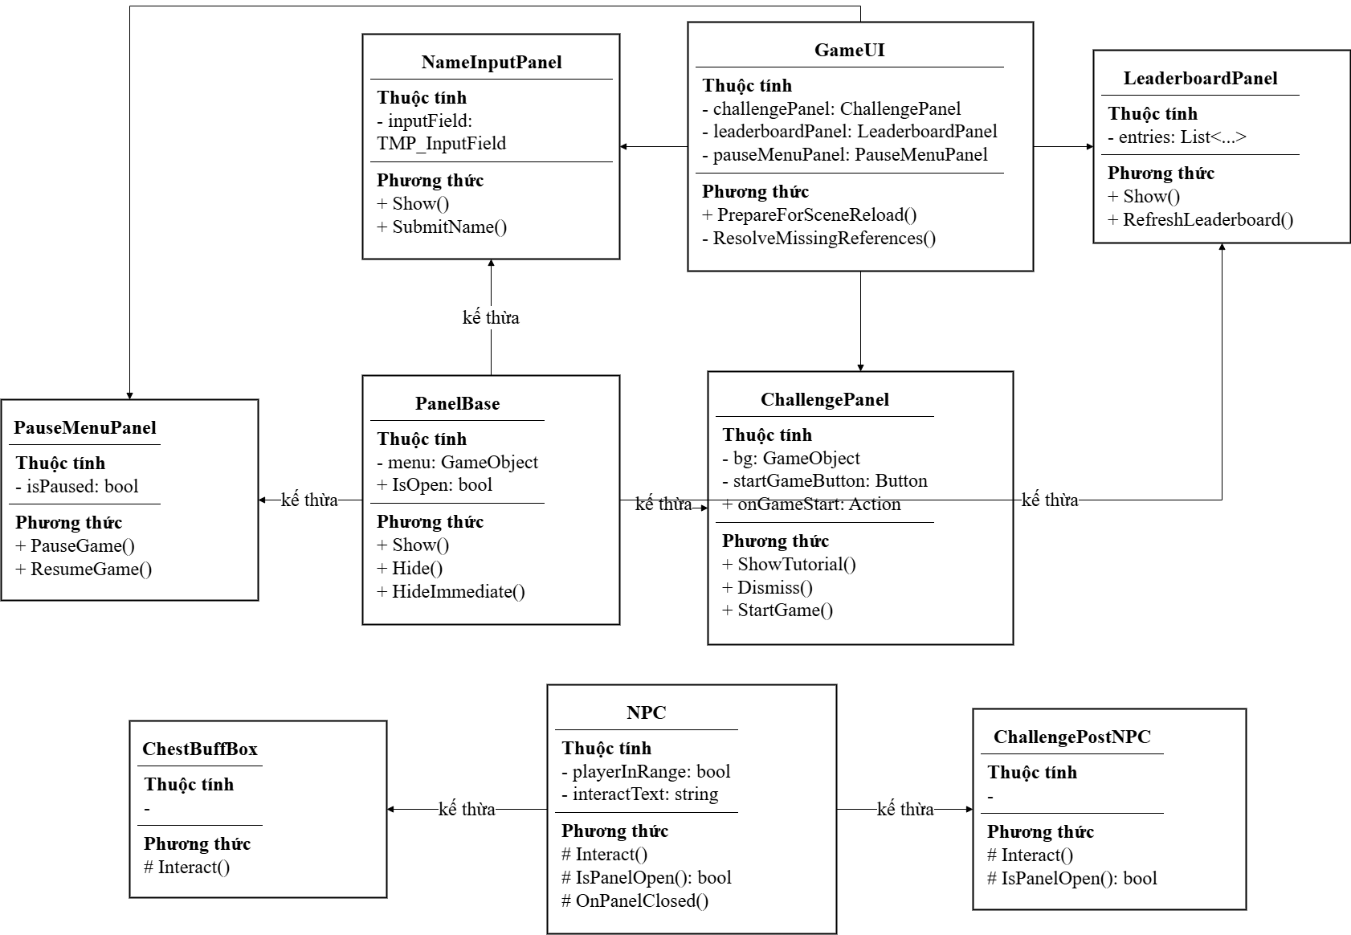 NameInputPanel
Thuộc tính
- inputField:
TMP_InputField
Phương thức
+ Show()
+ SubmitName()
GameUI
Thuộc tính
- challengePanel: ChallengePanel
- leaderboardPanel: LeaderboardPanel
- pauseMenuPanel: PauseMenuPanel
Phương thức
+ PrepareForSceneReload()
- ResolveMissingReferences()
LeaderboardPanel
Thuộc tính
- entries: List<...>
Phương thức
+ Show()
+ RefreshLeaderboard()
kế thừa
PauseMenuPanel
Thuộc tính
- isPaused: bool
Phương thức
+ PauseGame()
+ ResumeGame()
kế thừa
PanelBase
Thuộc tính
- menu: GameObject
+ IsOpen: bool
Phương thức
+ Show()
+ Hide()
+ HideImmediate()
kế thừa
ChallengePanel
Thuộc tính
- bg: GameObject
- startGameButton: Button
+ onGameStart: Action
Phương thức
+ ShowTutorial()
+ Dismiss()
+ StartGame()
kế thừa
ChestBuffBox
Thuộc tính
-
Phương thức
# Interact()
kế thừa
NPC
Thuộc tính
- playerInRange: bool
- interactText: string
Phương thức
# Interact()
# IsPanelOpen(): bool
# OnPanelClosed()
kế thừa
ChallengePostNPC
Thuộc tính
-
Phương thức
# Interact()
# IsPanelOpen(): bool